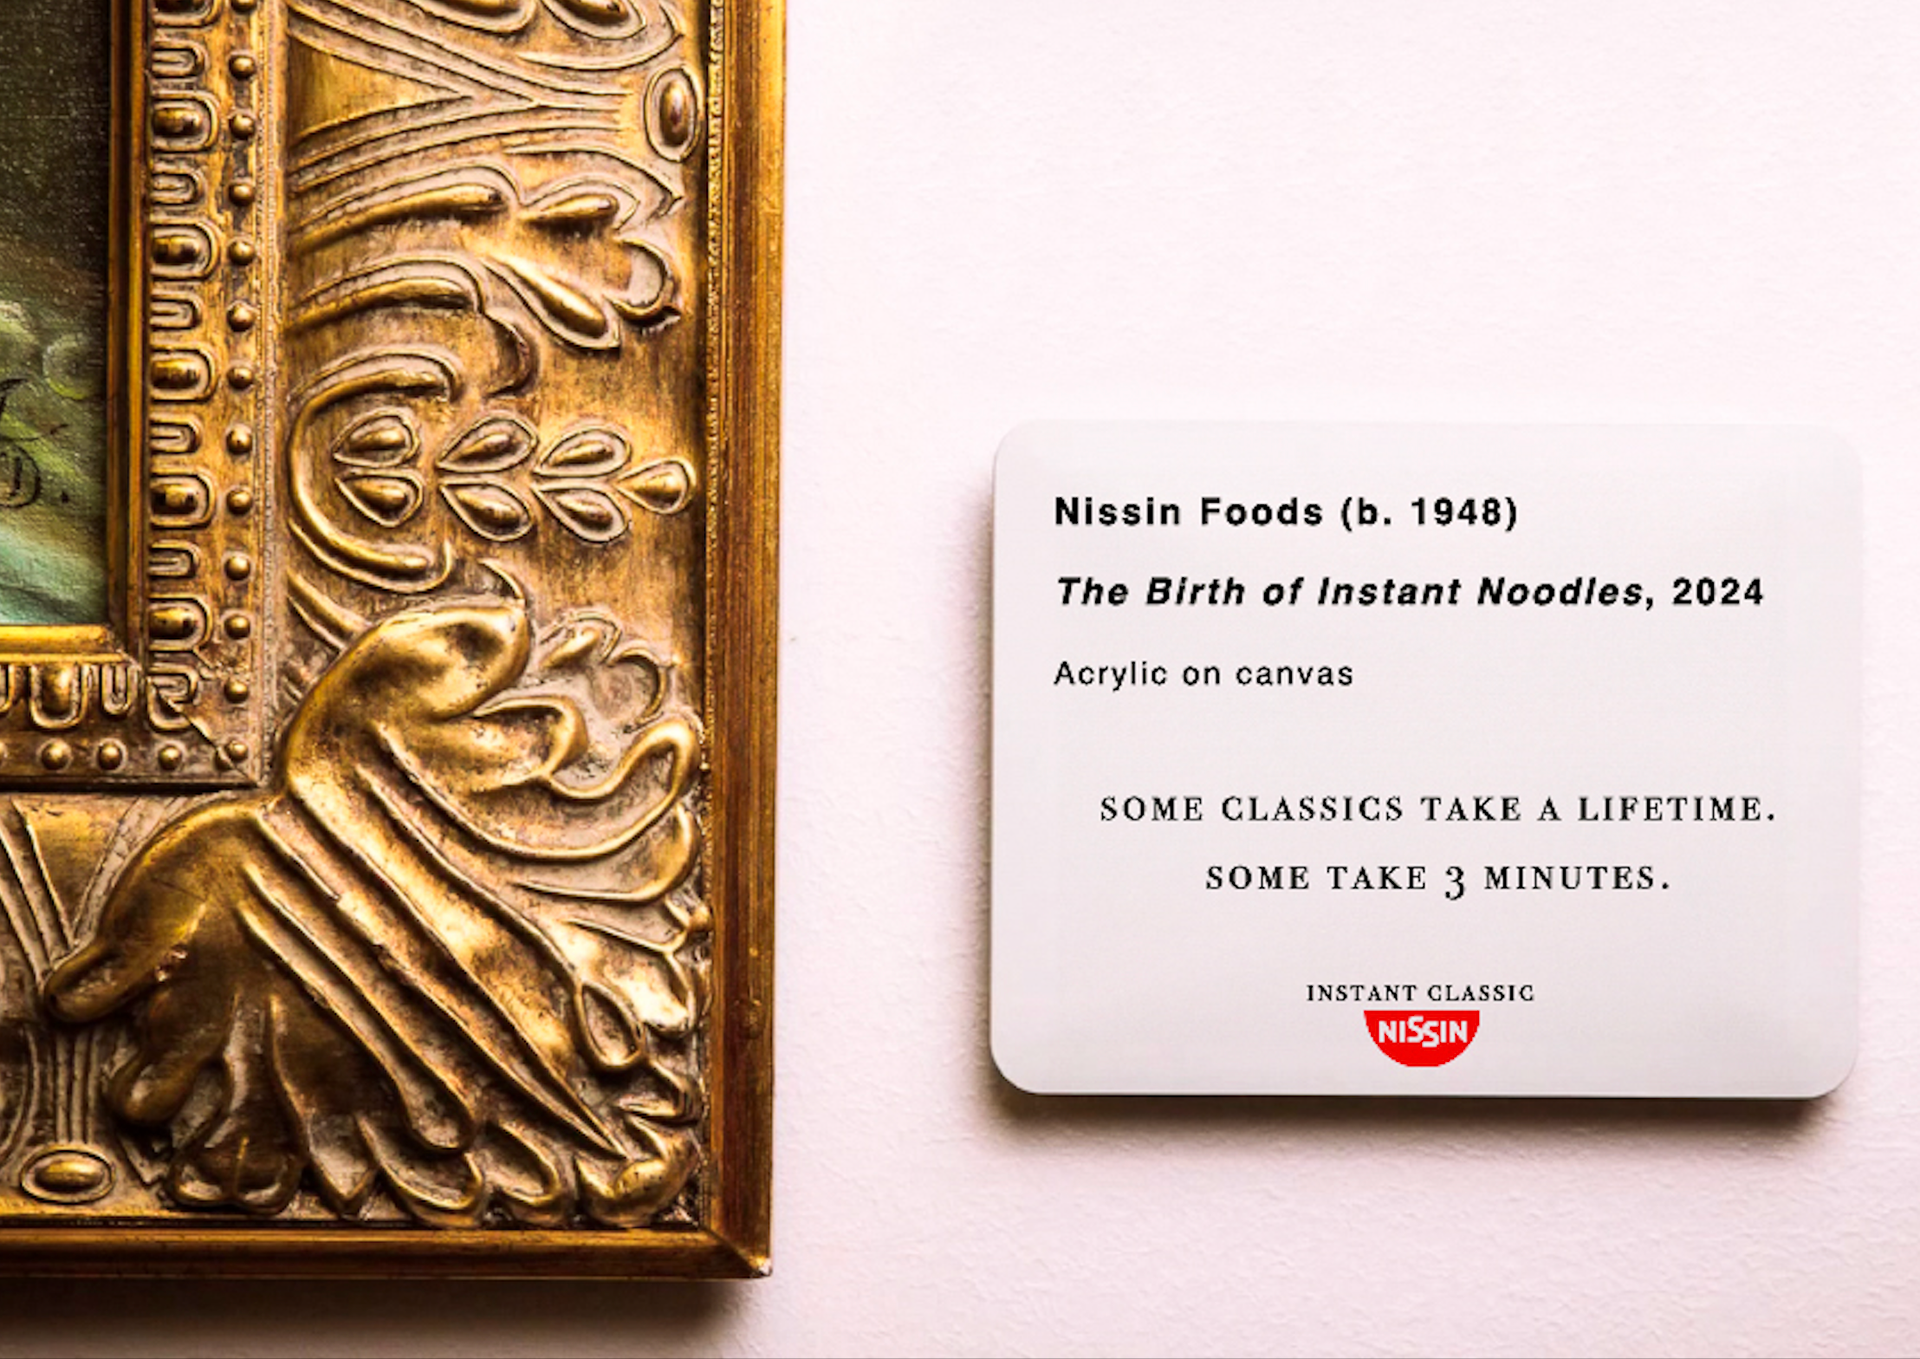 Nissin Foods (b. 1948)
The Birth of Instant Noodles, 2024
Acrylic on canvas
SOME CLASSICS TAKE A LIFETIME.
SOME TAKE 3 MINUTES.
INSTANT CLASSIC
NISSIN